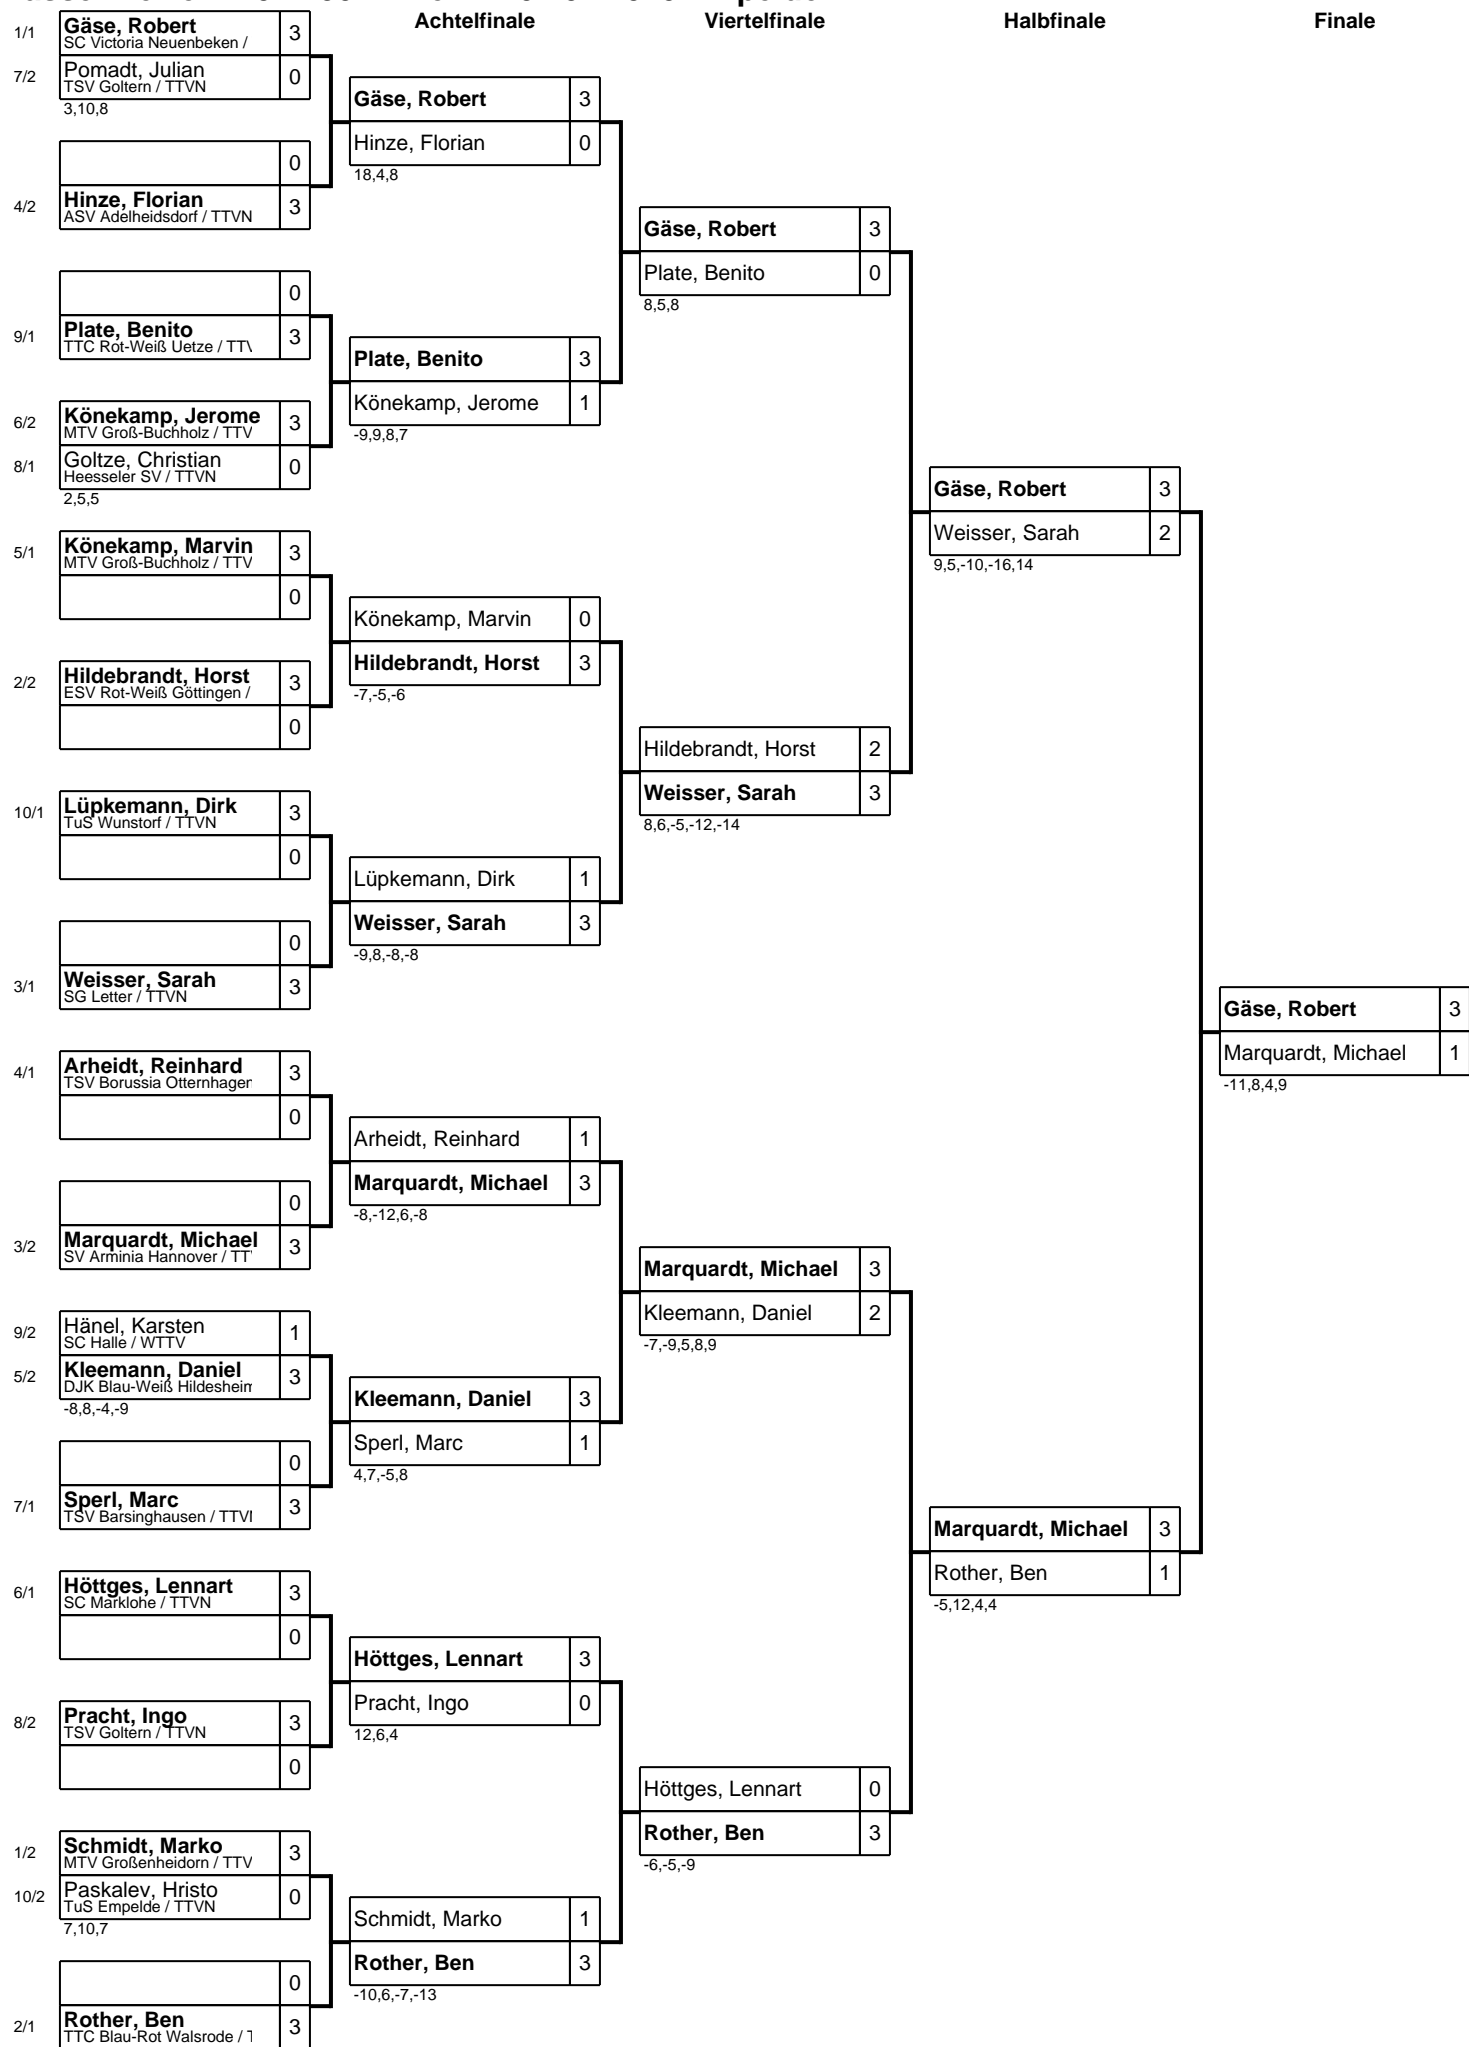 Achtelfinale
Viertelfinale
Halbfinale
Finale
1/1
Gäse, Robert
3
SC Victoria Neuenbeken /
7/2
Pomadt, Julian
0
TSV Goltern / TTVN
3,10,8
0
4/2
Hinze, Florian
3
ASV Adelheidsdorf / TTVN
0
9/1
Plate, Benito
3
TTC Rot-Weiß Uetze / TT\
6/2
Könekamp, Jerome
3
MTV Groß-Buchholz / TTV
8/1
Goltze, Christian
0
Heesseler SV / TTVN
2,5,5
5/1
Könekamp, Marvin
3
MTV Groß-Buchholz / TTV
0
2/2
Hildebrandt, Horst
3
ESV Rot-Weiß Göttingen /
0
10/1
Lüpkemann, Dirk
3
TuS Wunstorf / TTVN
0
0
3/1
Weisser, Sarah
3
SG Letter / TTVN
4/1
Arheidt, Reinhard
3
TSV Borussia Otternhager
0
0
3/2
Marquardt, Michael
3
SV Arminia Hannover / TT
9/2
Hänel, Karsten
1
SC Halle / WTTV
5/2
Kleemann, Daniel
3
DJK Blau-Weiß Hildesheim
-8,8,-4,-9
0
7/1
Sperl, Marc
3
TSV Barsinghausen / TTVI
6/1
Höttges, Lennart
3
SC Marklohe / TTVN
0
8/2
Pracht, Ingo
3
TSV Goltern / TTVN
0
1/2
Schmidt, Marko
3
MTV Großenheidorn / TTV
10/2
Paskalev, Hristo
0
TuS Empelde / TTVN
7,10,7
0
2/1
Rother, Ben
3
TTC Blau-Rot Walsrode / T
Gäse, Robert
3
Hinze, Florian
0
18,4,8
Plate, Benito
3
Könekamp, Jerome
1
-9,9,8,7
Könekamp, Marvin
0
Hildebrandt, Horst
3
-7,-5,-6
Lüpkemann, Dirk
1
Weisser, Sarah
3
-9,8,-8,-8
Arheidt, Reinhard
1
Marquardt, Michael
3
-8,-12,6,-8
Kleemann, Daniel
3
Sperl, Marc
1
4,7,-5,8
Höttges, Lennart
3
Pracht, Ingo
0
12,6,4
Schmidt, Marko
1
Rother, Ben
3
-10,6,-7,-13
Gäse, Robert
3
Plate, Benito
0
8,5,8
Hildebrandt, Horst
2
Weisser, Sarah
3
8,6,-5,-12,-14
Marquardt, Michael
3
Kleemann, Daniel
2
-7,-9,5,8,9
Höttges, Lennart
0
Rother, Ben
3
-6,-5,-9
Gäse, Robert
3
Weisser, Sarah
2
9,5,-10,-16,14
Marquardt, Michael
3
Rother, Ben
1
-5,12,4,4
Gäse, Robert
3
Marquardt, Michael
1
-11,8,4,9